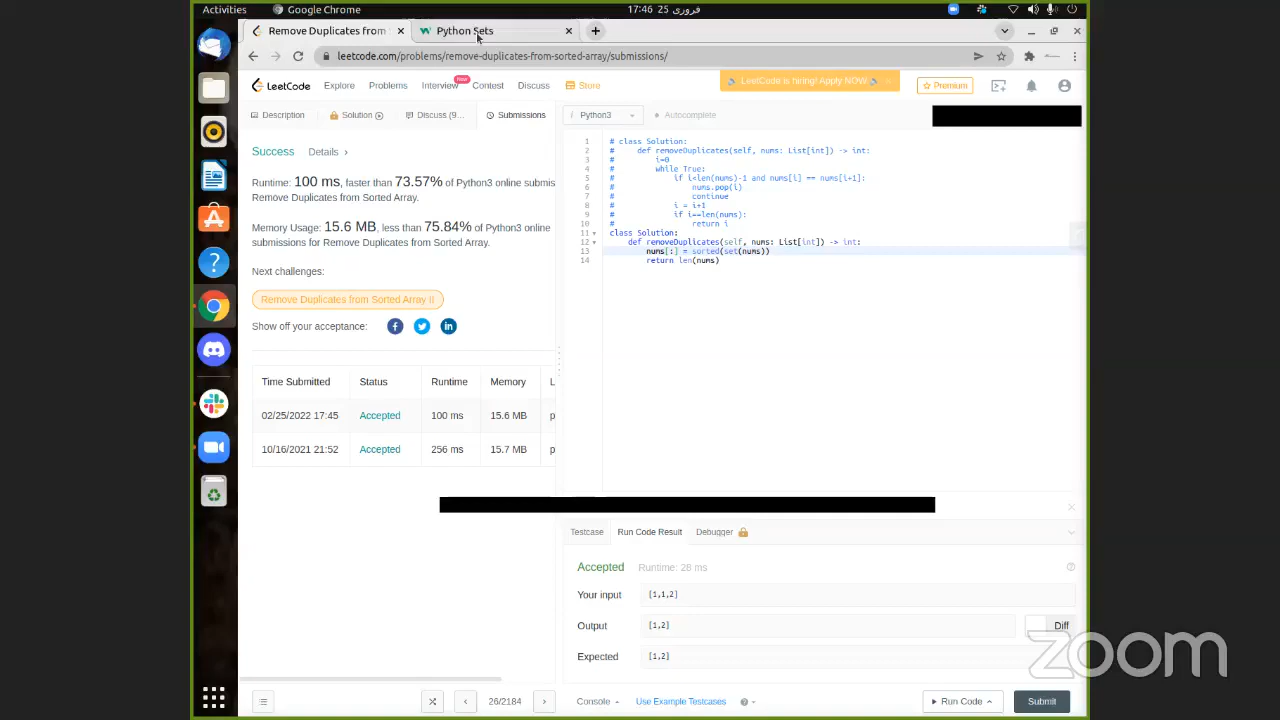 Activities
Google Chrome
17:46 25 فروری
Remove Duplicates from
Python Sets
leetcode.com/problems/remove-duplicates-from-sorted-array/submissions/
LeetCode
Explore
Problems
Interview
New
Contest
Discuss
Store
LeetCode is hiring! Apply NOW
Premium
Description
Solution
Discuss (9...
Submissions
i Python3
Autocomplete
Success
Details ›
Runtime: 100 ms, faster than 73.57% of Python3 online submis
Remove Duplicates from Sorted Array.
Memory Usage: 15.6 MB, less than 75.84% of Python3 online
submissions for Remove Duplicates from Sorted Array.
Next challenges:
Remove Duplicates from Sorted Array II
Show off your acceptance:
Time Submitted Status Runtime Memory L
02/25/2022 17:45 Accepted 100 ms 15.6 MB p
10/16/2021 21:52 Accepted 256 ms 15.7 MB p
1 # class Solution:
2 # def removeDuplicates(self, nums: List[int]) -> int:
3 # i=0
4 # while True:
5 # if i<len(nums)-1 and nums[i] == nums[i+1]:
6 # nums.pop(i)
7 # continue
8 # i = i+1
9 # if i==len(nums):
10 # return i
11 class Solution:
12 def removeDuplicates(self, nums: List[int]) -> int:
13 nums[:] = sorted(set(nums))
14 return len(nums)
Testcase
Run Code Result
Debugger
Accepted
Runtime: 28 ms
Your input
[1,1,2]
Output
[1,2]
Diff
Expected
[1,2]
zoom
26/2184
Console
Use Example Testcases
Run Code
Submit